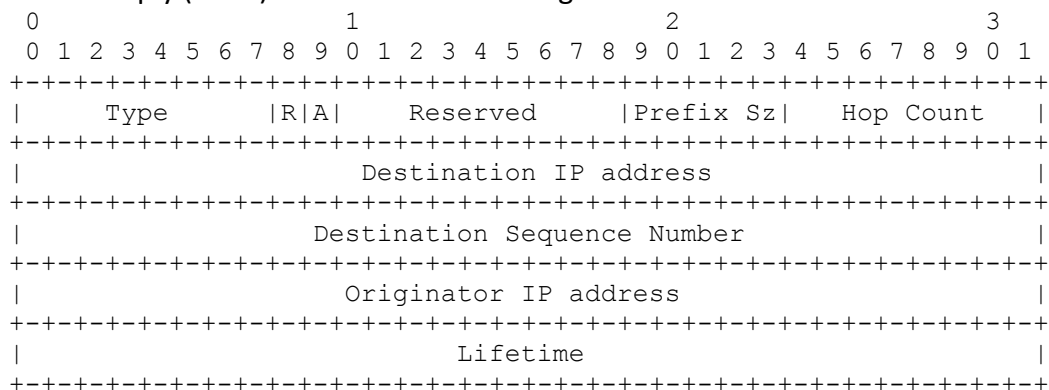 0                   1                   2                   3
 0 1 2 3 4 5 6 7 8 9 0 1 2 3 4 5 6 7 8 9 0 1 2 3 4 5 6 7 8 9 0 1
+-+-+-+-+-+-+-+-+-+-+-+-+-+-+-+-+-+-+-+-+-+-+-+-+-+-+-+-+-+-+-+-+
|     Type      |R|A|    Reserved     |Prefix Sz|   Hop Count   |
+-+-+-+-+-+-+-+-+-+-+-+-+-+-+-+-+-+-+-+-+-+-+-+-+-+-+-+-+-+-+-+-+
|                     Destination IP address                    |
+-+-+-+-+-+-+-+-+-+-+-+-+-+-+-+-+-+-+-+-+-+-+-+-+-+-+-+-+-+-+-+-+
|                  Destination Sequence Number                  |
+-+-+-+-+-+-+-+-+-+-+-+-+-+-+-+-+-+-+-+-+-+-+-+-+-+-+-+-+-+-+-+-+
|                    Originator IP address                      |
+-+-+-+-+-+-+-+-+-+-+-+-+-+-+-+-+-+-+-+-+-+-+-+-+-+-+-+-+-+-+-+-+
|                           Lifetime                            |
+-+-+-+-+-+-+-+-+-+-+-+-+-+-+-+-+-+-+-+-+-+-+-+-+-+-+-+-+-+-+-+-+